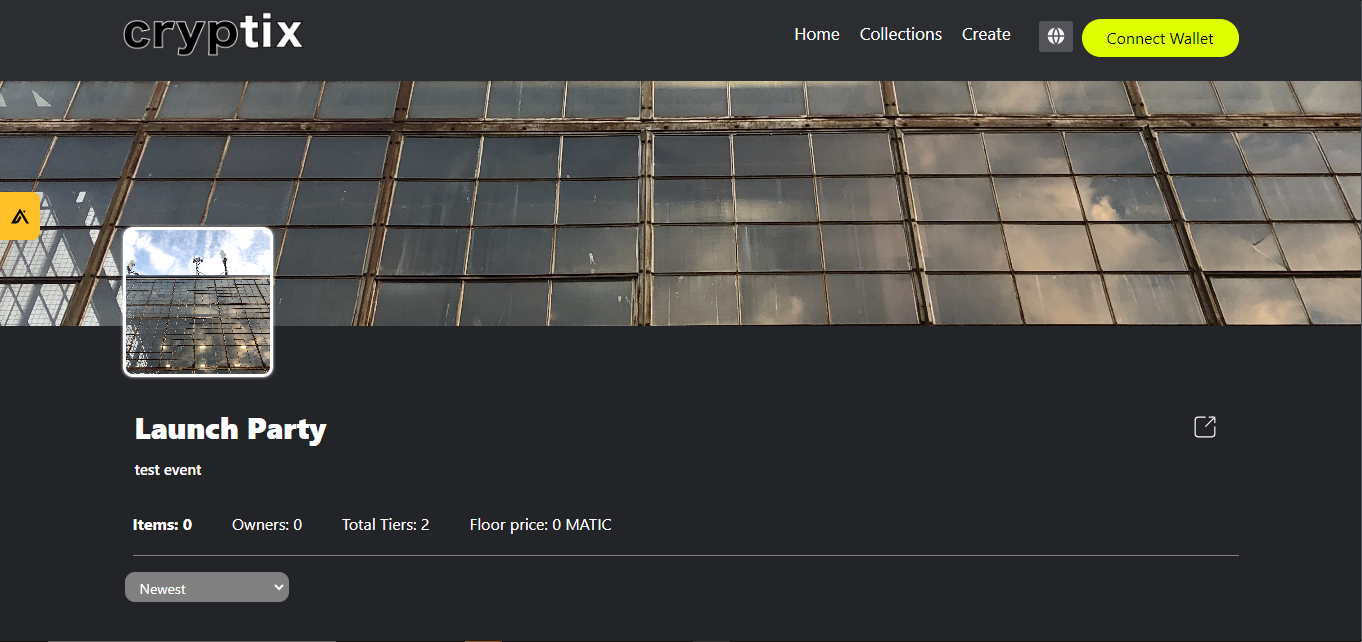 cryptix
Home Collections Create Connect Wallet
Launch Party
test event
Items: 0 Owners: 0 Total Tiers: 2 Floor price: 0 MATIC
Newest